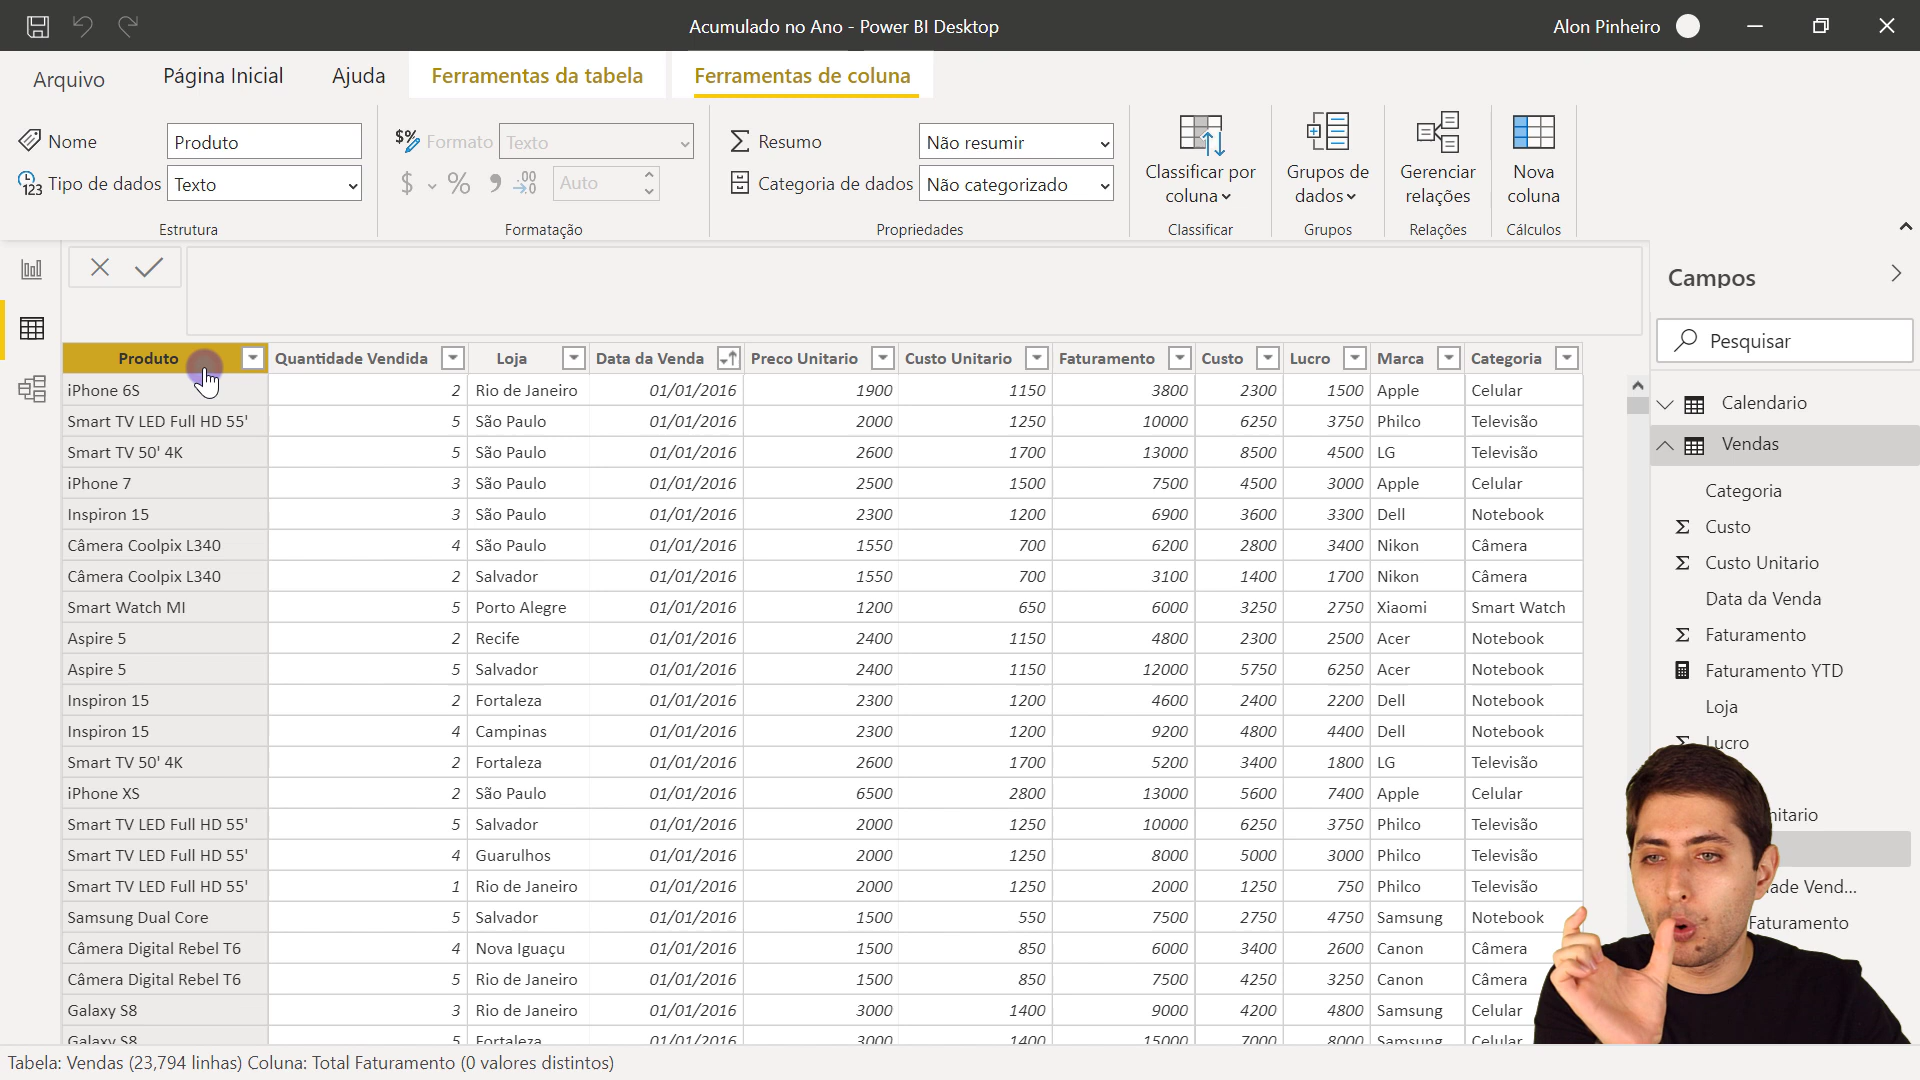 Acumulado no Ano - Power BI Desktop
Alon Pinheiro
Arquivo
Página Inicial
Ajuda
Ferramentas da tabela
Ferramentas de coluna
Nome
Produto
Tipo de dados
Texto
Estrutura
Formato
Texto
$ % 9 .00
Auto
Formatação
Resumo
Não resumir
Categoria de dados
Não categorizado
Propriedades
Classificar por
coluna
Classificar
Grupos de
dados
Grupos
Gerenciar
relações
Relações
Nova
coluna
Cálculos
Produto Quantidade Vendida Loja Data da Venda Preco Unitario Custo Unitario Faturamento Custo Lucro Marca Categoria
iPhone 6S 2 Rio de Janeiro 01/01/2016 1900 1150 3800 2300 1500 Apple Celular
Smart TV LED Full HD 55' 5 São Paulo 01/01/2016 2000 1250 10000 6250 3750 Philco Televisão
Smart TV 50' 4K 5 São Paulo 01/01/2016 2600 1700 13000 8500 4500 LG Televisão
iPhone 7 3 São Paulo 01/01/2016 2500 1500 7500 4500 3000 Apple Celular
Inspiron 15 3 São Paulo 01/01/2016 2300 1200 6900 3600 3300 Dell Notebook
Câmera Coolpix L340 4 São Paulo 01/01/2016 1550 700 6200 2800 3400 Nikon Câmera
Câmera Coolpix L340 2 Salvador 01/01/2016 1550 700 3100 1400 1700 Nikon Câmera
Smart Watch MI 5 Porto Alegre 01/01/2016 1200 650 6000 3250 2750 Xiaomi Smart Watch
Aspire 5 2 Recife 01/01/2016 2400 1150 4800 2300 2500 Acer Notebook
Aspire 5 5 Salvador 01/01/2016 2400 1150 12000 5750 6250 Acer Notebook
Inspiron 15 2 Fortaleza 01/01/2016 2300 1200 4600 2400 2200 Dell Notebook
Inspiron 15 4 Campinas 01/01/2016 2300 1200 9200 4800 4400 Dell Notebook
Smart TV 50' 4K 2 Fortaleza 01/01/2016 2600 1700 5200 3400 1800 LG Televisão
iPhone XS 2 São Paulo 01/01/2016 6500 2800 13000 5600 7400 Apple Celular
Smart TV LED Full HD 55' 5 Salvador 01/01/2016 2000 1250 10000 6250 3750 Philco Televisão
Smart TV LED Full HD 55' 4 Guarulhos 01/01/2016 2000 1250 8000 5000 3000 Philco Televisão
Smart TV LED Full HD 55' 1 Rio de Janeiro 01/01/2016 2000 1250 2000 1250 750 Philco Televisão
Samsung Dual Core 5 Salvador 01/01/2016 1500 550 7500 2750 4750 Samsung Notebook
Câmera Digital Rebel T6 4 Nova Iguaçu 01/01/2016 1500 850 6000 3400 2600 Canon Câmera
Câmera Digital Rebel T6 5 Rio de Janeiro 01/01/2016 1500 850 7500 4250 3250 Canon Câmera
Galaxy S8 3 Rio de Janeiro 01/01/2016 3000 1400 9000 4200 4800 Samsung Celular
Galaxy S8 5 Fortaleza 01/01/2016 3000 1400 15000 7000 8000 Samsung Celular
Campos
Pesquisar
Calendario
Vendas
Categoria
Custo
Custo Unitario
Data da Venda
Faturamento
Faturamento YTD
Loja
Lucro
nitario
ade Vend...
Faturamento
Tabela: Vendas (23,794 linhas) Coluna: Total Faturamento (0 valores distintos)